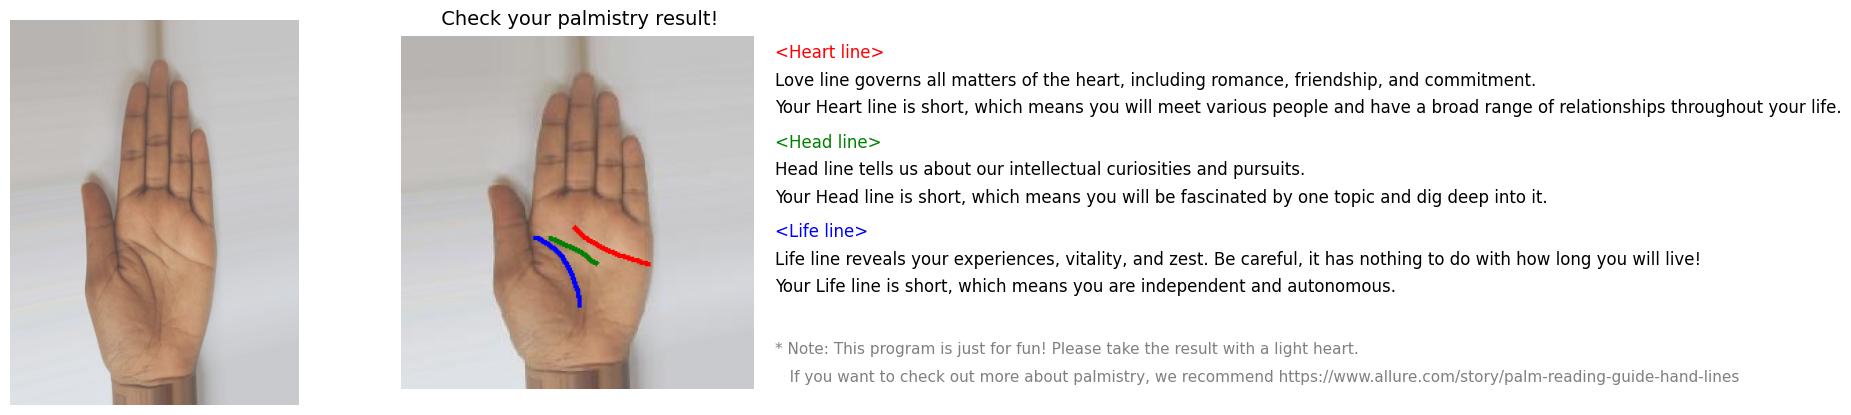 Check your palmistry result!
<Heart line>
Love line governs all matters of the heart, including romance, friendship, and commitment.
Your Heart line is short, which means you will meet various people and have a broad range of relationships throughout your life.
<Head line>
Head line tells us about our intellectual curiosities and pursuits.
Your Head line is short, which means you will be fascinated by one topic and dig deep into it.
<Life line>
Life line reveals your experiences, vitality, and zest. Be careful, it has nothing to do with how long you will live!
Your Life line is short, which means you are independent and autonomous.
* Note: This program is just for fun! Please take the result with a light heart.
If you want to check out more about palmistry, we recommend https://www.allure.com/story/palm-reading-guide-hand-lines